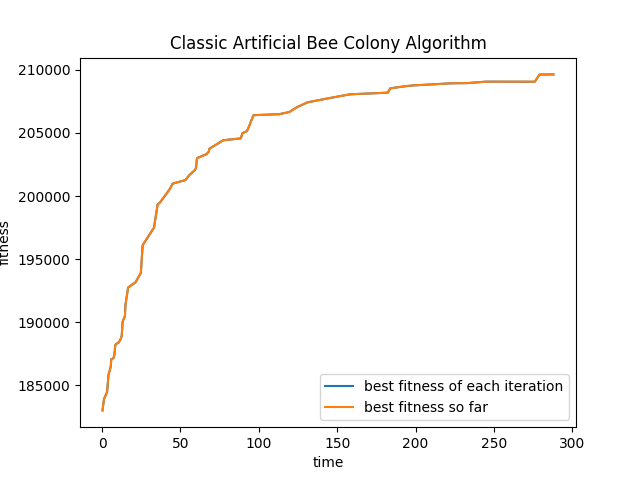 Classic Artificial Bee Colony Algorithm
210000
205000
200000
195000
190000
185000
fitness
0 50 100 150 200 250 300
time
best fitness of each iteration
best fitness so far